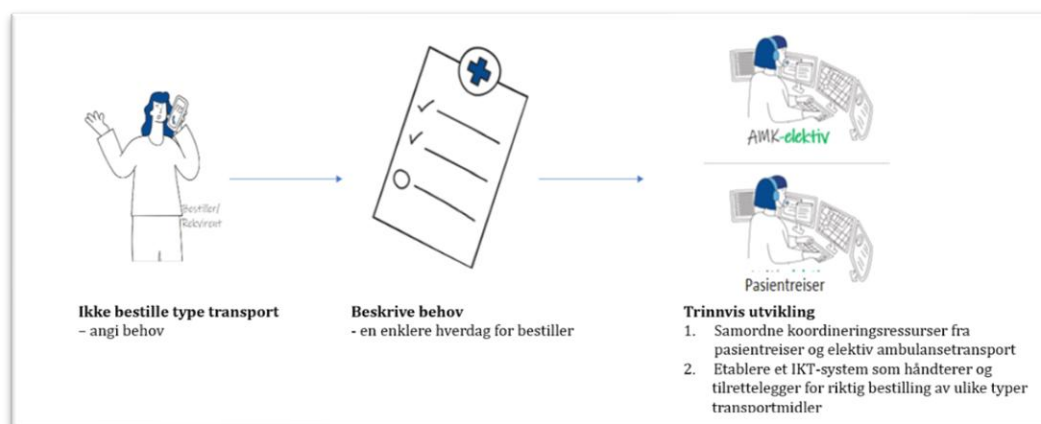 Bestiller/
Rekvirent
AMK-elektiv
Pasientreiser
Ikke bestille type transport
– angi behov
Beskrive behov
- en enklere hverdag for bestiller
Trinnvis utvikling
1. Samordne koordineringsressurser fra
pasientreiser og elektiv ambulansetransport
2. Etablere et IKT-system som håndterer og
tilrettelegger for riktig bestilling av ulike typer
transportmidler